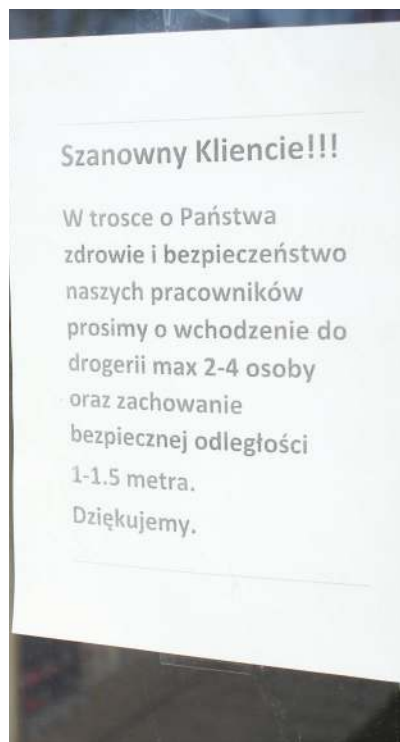 Szanowny Kliencie!!!
W trosce o Państwa
zdrowie i bezpieczeństwo
naszych pracowników
prosimy o wchodzenie do
drogerii max 2-4 osoby
oraz zachowanie
bezpiecznej odległości
1-1.5 metra.
Dziękujemy.